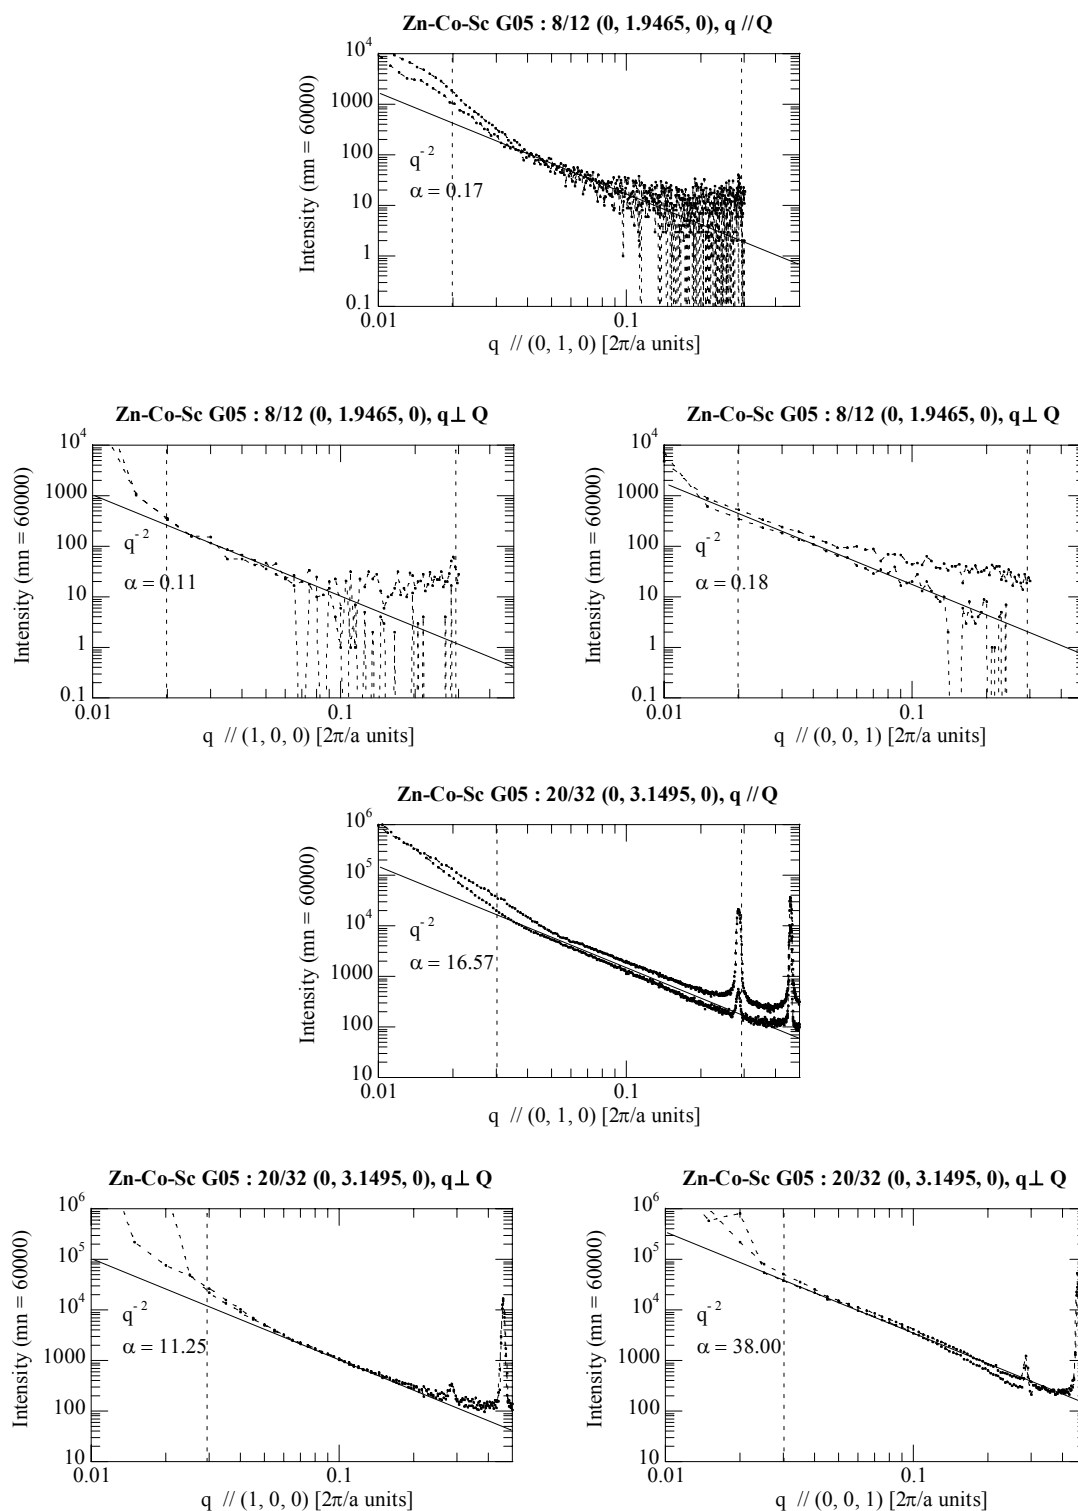 Zn-Co-Sc G05 : 8/12 (0, 1.9465, 0), q // Q
Intensity (mn = 60000)
10^4
1000
100
10
1
0.1
q^-2
α = 0.17
0.01
0.1
q // (0, 1, 0) [2π/a units]
Zn-Co-Sc G05 : 8/12 (0, 1.9465, 0), q⊥ Q
Intensity (mn = 60000)
10^4
1000
100
10
1
0.1
q^-2
α = 0.11
0.01
0.1
q // (1, 0, 0) [2π/a units]
Zn-Co-Sc G05 : 8/12 (0, 1.9465, 0), q⊥ Q
Intensity (mn = 60000)
10^4
1000
100
10
1
0.1
q^-2
α = 0.18
0.01
0.1
q // (0, 0, 1) [2π/a units]
Zn-Co-Sc G05 : 20/32 (0, 3.1495, 0), q // Q
Intensity (mn = 60000)
10^6
10^5
10^4
1000
100
10
q^-2
α = 16.57
0.01
0.1
q // (0, 1, 0) [2π/a units]
Zn-Co-Sc G05 : 20/32 (0, 3.1495, 0), q⊥ Q
Intensity (mn = 60000)
10^6
10^5
10^4
1000
100
10
q^-2
α = 11.25
0.01
0.1
q // (1, 0, 0) [2π/a units]
Zn-Co-Sc G05 : 20/32 (0, 3.1495, 0), q⊥ Q
Intensity (mn = 60000)
10^6
10^5
10^4
1000
100
10
q^-2
α = 38.00
0.01
0.1
q // (0, 0, 1) [2π/a units]